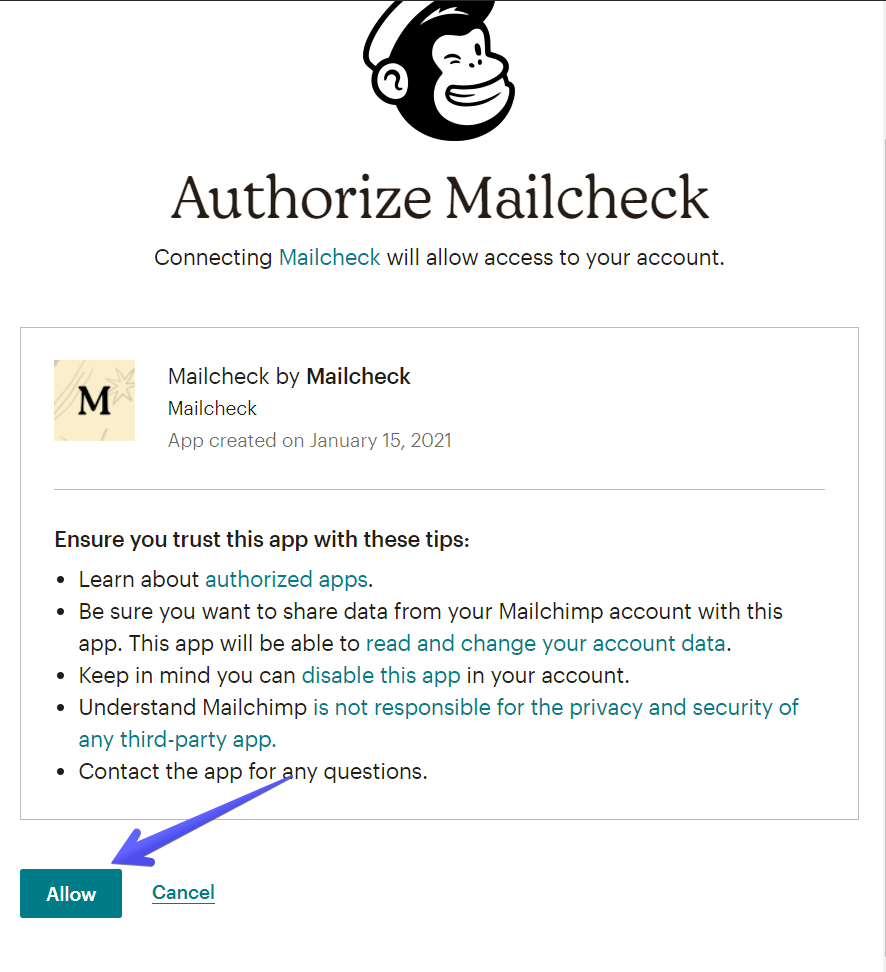 Authorize Mailcheck
Connecting Mailcheck will allow access to your account.
M
Mailcheck by Mailcheck
Mailcheck
App created on January 15, 2021
Ensure you trust this app with these tips:
• Learn about authorized apps.
• Be sure you want to share data from your Mailchimp account with this
app. This app will be able to read and change your account data.
• Keep in mind you can disable this app in your account.
• Understand Mailchimp is not responsible for the privacy and security of
any third-party app.
• Contact the app for any questions.
Allow
Cancel